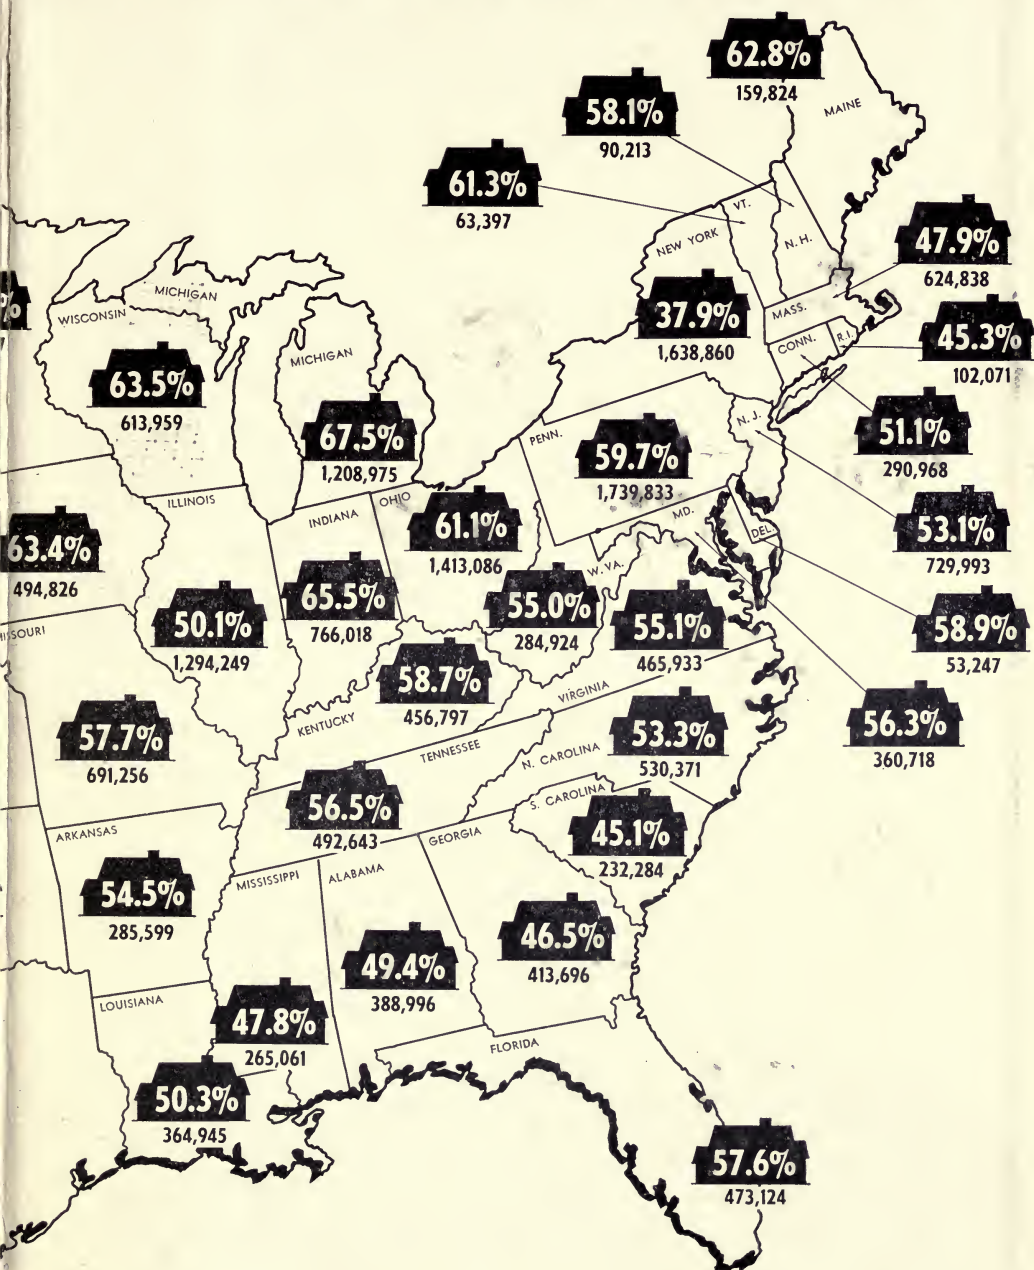 62.8%
159,824
MAINE
58.1%
90,213
61.3%
63,397
VT.
N.H.
NEW YORK
47.9%
624,838
MICHIGAN
WISCONSIN
%
37.9%
1,638,860
MASS.
CONN.
R.I.
45.3%
102,071
MICHIGAN
63.5%
613,959
67.5%
1,208,975
N.J.
51.1%
290,968
PENN.
59.7%
1,739,833
ILLINOIS
INDIANA
OHIO
61.1%
1,413,086
MD.
DEL.
53.1%
729,993
63.4%
494,826
W.VA.
65.5%
766,018
55.0%
284,924
50.1%
1,294,249
55.1%
465,933
58.9%
53,247
ISSOURI
58.7%
456,797
VIRGINIA
56.3%
360,718
KENTUCKY
57.7%
691,256
TENNESSEE
N. CAROLINA
53.3%
530,371
56.5%
492,643
S. CAROLINA
45.1%
232,284
ARKANSAS
GEORGIA
MISSISSIPPI
ALABAMA
54.5%
285,599
46.5%
413,696
49.4%
388,996
LOUISIANA
47.8%
265,061
FLORIDA
50.3%
364,945
57.6%
473,124